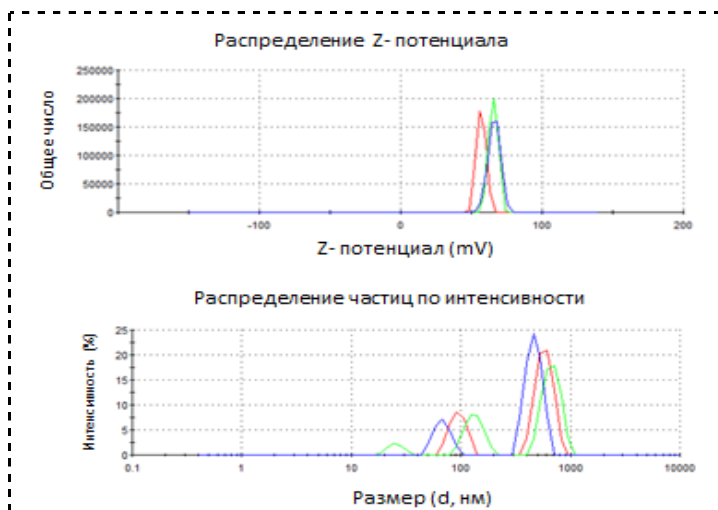 Распределение Z- потенциала
250000
200000
150000
100000
50000
0
Общее число
-100 0 100 200
Z- потенциал (mV)
Распределение частиц по интенсивности
25
20
15
10
5
0
Интенсивность (%)
0.1 1 10 100 1000 10000
Размер (d, нм)